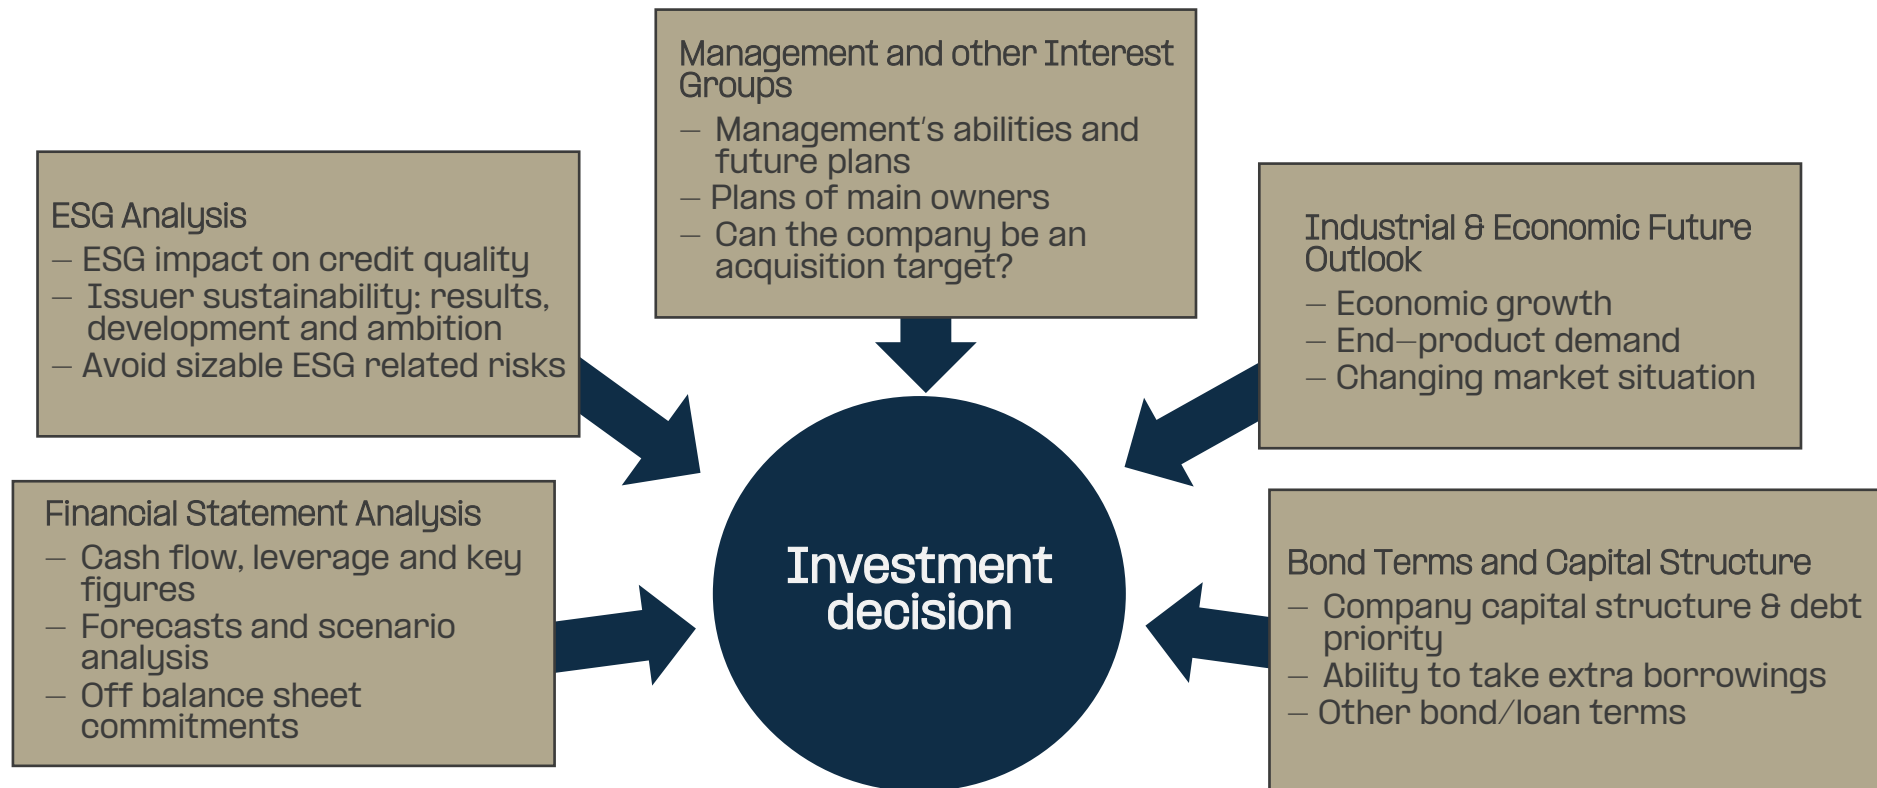 Management and other Interest
Groups
– Management's abilities and
future plans
– Plans of main owners
– Can the company be an
acquisition target?
ESG Analysis
– ESG impact on credit quality
– Issuer sustainability: results,
development and ambition
– Avoid sizable ESG related risks
Industrial & Economic Future
Outlook
– Economic growth
– End–product demand
– Changing market situation
Financial Statement Analysis
– Cash flow, leverage and key
figures
– Forecasts and scenario
analysis
– Off balance sheet
commitments
Investment
decision
Bond Terms and Capital Structure
– Company capital structure & debt
priority
– Ability to take extra borrowings
– Other bond/loan terms